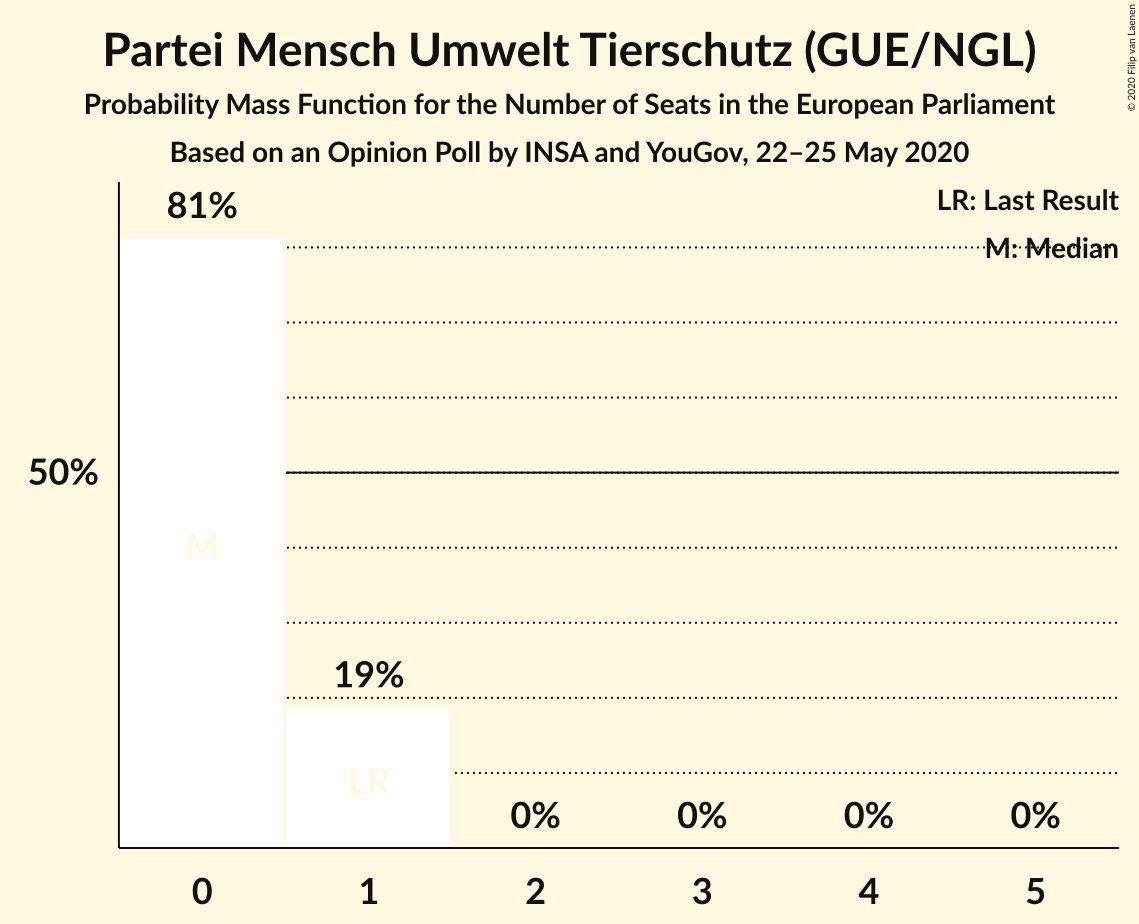 Partei Mensch Umwelt Tierschutz (GUE/NGL)
Probability Mass Function for the Number of Seats in the European Parliament
Based on an Opinion Poll by INSA and YouGov, 22–25 May 2020
© 2020 Filip van Laenen
LR: Last Result
M: Median
81%
50%
M
19%
LR
0% 0% 0% 0%
0 1 2 3 4 5